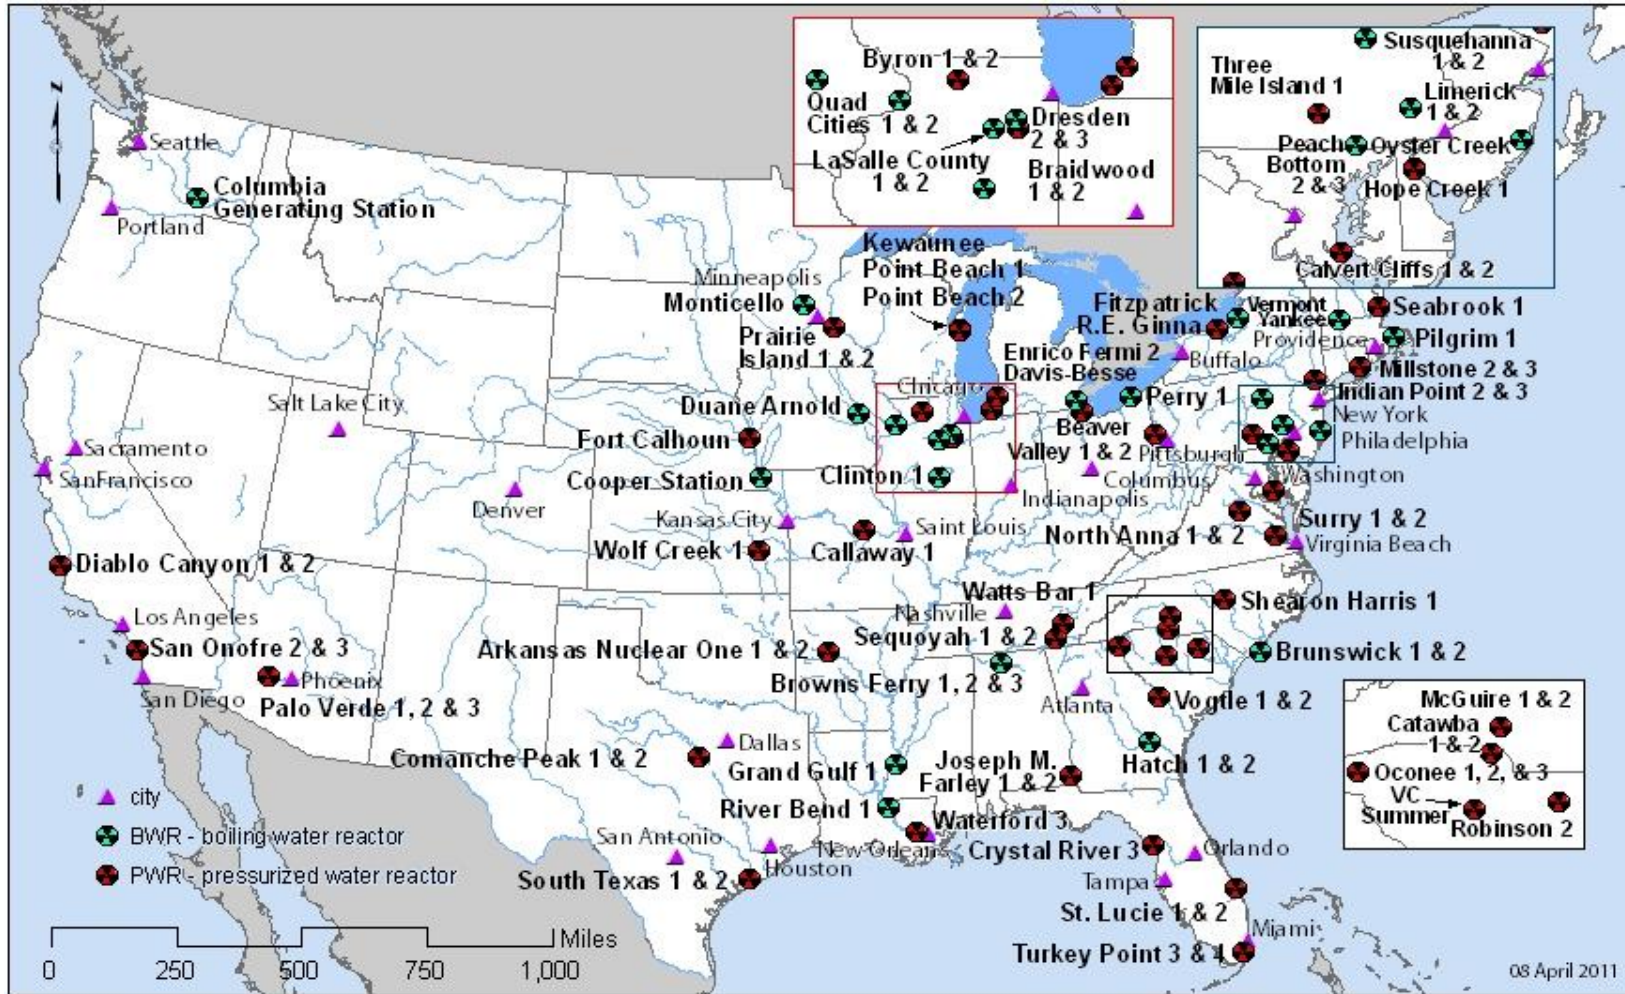 Byron 1 & 2
Quad
Cities 1 & 2
Dresden
2 & 3
LaSalle County
1 & 2
Braidwood
1 & 2
Susquehanna
1 & 2
Three
Mile Island 1
Limerick
1 & 2
Peach
Bottom
2 & 3
Oyster Creek
Hope Creek 1
Calvert Cliffs 1 & 2
z
Seattle
Columbia
Generating Station
Portland
Minneapolis
Monticello
Prairie
Island 1 & 2
Kewaunee
Point Beach 1
Point Beach 2
Fitzpatrick
R.E. Ginna
Vermont
Yankee
Seabrook 1
Providence
Pilgrim 1
Enrico Fermi 2
Davis-Besse
Buffalo
Millstone 2 & 3
Chicago
Indian Point 2 & 3
Salt Lake City
Duane Arnold
Perry 1
New York
Sacramento
Fort Calhoun
Beaver
Valley 1 & 2
Pittsburgh
Philadelphia
SanFrancisco
Cooper Station
Clinton 1
Columbus
Washington
Denver
Indianapolis
Kansas City
Saint Louis
Surry 1 & 2
North Anna 1 & 2
Virginia Beach
Wolf Creek 1
Callaway 1
Diablo Canyon 1 & 2
Watts Bar 1
Shearon Harris 1
Los Angeles
Nashville
Sequoyah 1 & 2
San Onofre 2 & 3
Arkansas Nuclear One 1 & 2
Brunswick 1 & 2
Phoenix
Browns Ferry 1, 2 & 3
San Diego
Palo Verde 1, 2 & 3
Atlanta
Vogtle 1 & 2
McGuire 1 & 2
Catawba
1 & 2
Oconee 1, 2, & 3
VC
Summer
Robinson 2
Dallas
Comanche Peak 1 & 2
Grand Gulf 1
Joseph M.
Farley 1 & 2
Hatch 1 & 2
River Bend 1
Waterford 3
San Antonio
New Orleans
Crystal River 3
Orlando
Houston
South Texas 1 & 2
Tampa
St. Lucie 1 & 2
Miami
Turkey Point 3 & 4
city
BWR - boiling water reactor
PWR - pressurized water reactor
Miles
0 250 500 750 1,000
08 April 2011